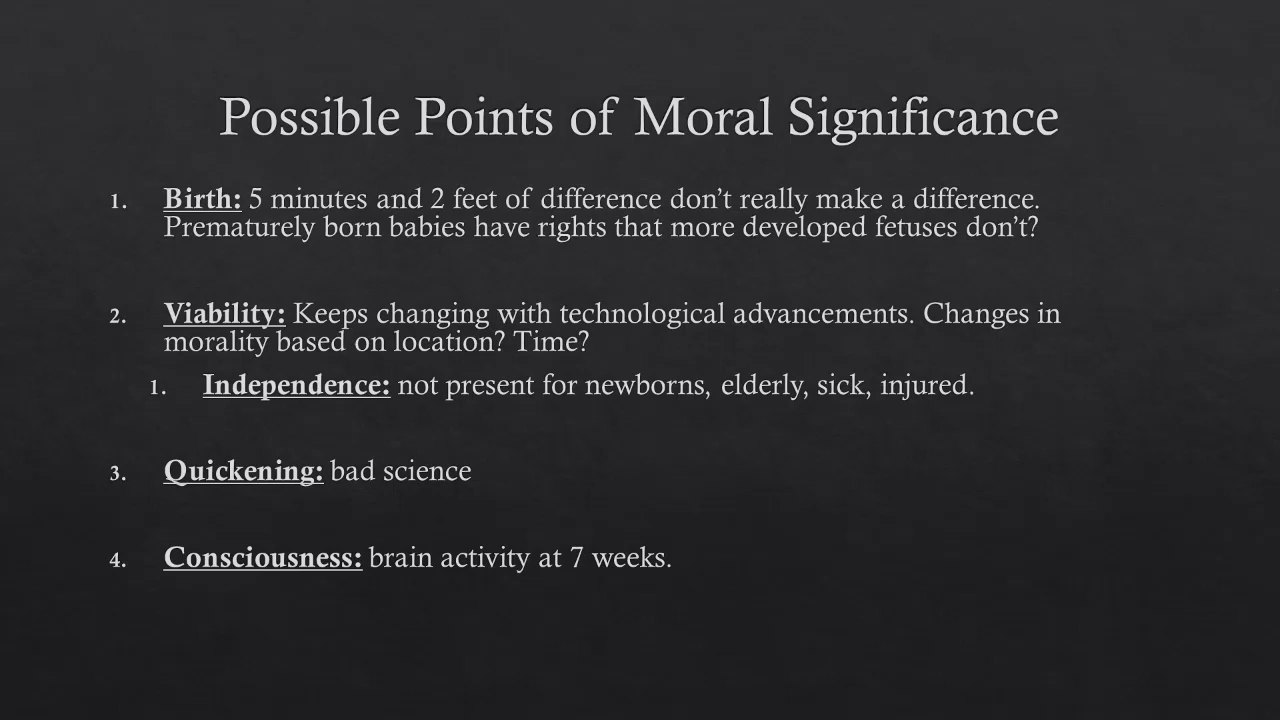 Possible Points of Moral Significance
1. Birth: 5 minutes and 2 feet of difference don’t really make a difference.
Prematurely born babies have rights that more developed fetuses don’t?
2. Viability: Keeps changing with technological advancements. Changes in
morality based on location? Time?
1. Independence: not present for newborns, elderly, sick, injured.
3. Quickening: bad science
4. Consciousness: brain activity at 7 weeks.